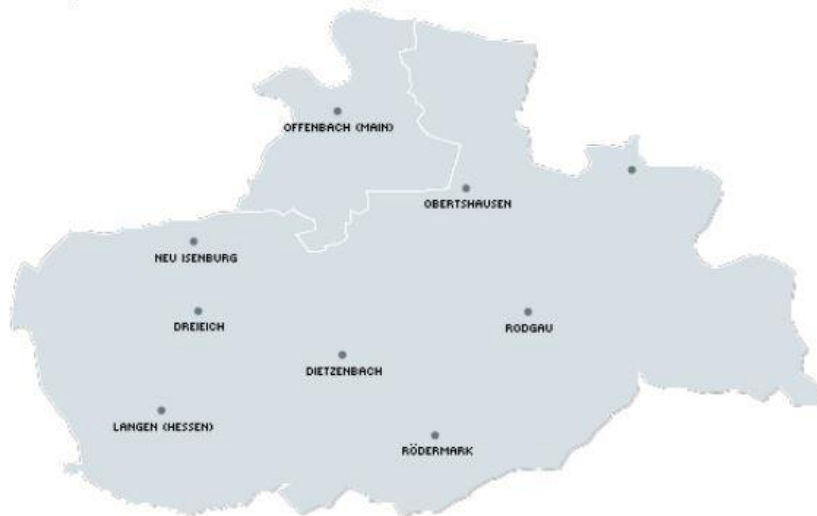 OFFENBACH (MAIN)
OBERTSHAUSEN
NEU ISENBURG
DREIEICH
RODGAU
DIETZENBACH
LANGEN (HESSEN)
RÖDERMARK